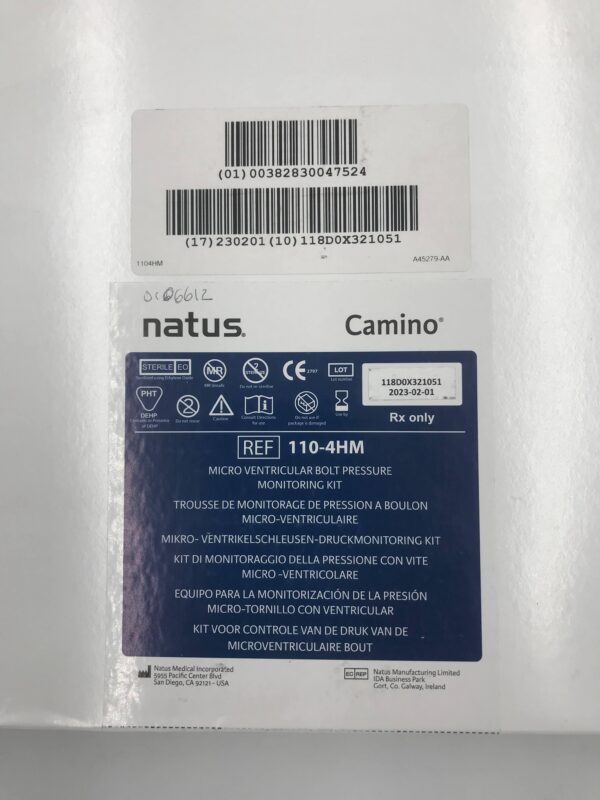 (01)00382830047524
(17)230201(10)118D0X321051
1104HM
A45279-AA
natus.
Camino®
STERILE EO
Sterilized using Ethylene Oxide
MR
MR Unsafe
STERILIZE
Do not re-sterilize
CE 2797
LOT
Lot number
118D0X321051
2023-02-01
PHT
DEHP
Contains or Presence
of DEHP
2
Do not reuse
Caution
Consult Directions
for use
Do not use if
package is damaged
Use by
Rx only
REF 110-4HM
MICRO VENTRICULAR BOLT PRESSURE
MONITORING KIT
TROUSSE DE MONITORAGE DE PRESSION A BOULON
MICRO-VENTRICULAIRE
MIKRO- VENTRIKELSCHLEUSEN-DRUCKMONITORING KIT
KIT DI MONITORAGGIO DELLA PRESSIONE CON VITE
MICRO -VENTRICOLARE
EQUIPO PARA LA MONITORIZACIÓN DE LA PRESIÓN
MICRO-TORNILLO CON VENTRICULAR
KIT VOOR CONTROLE VAN DE DRUK VAN DE
MICROVENTRICULAIRE BOUT
Natus Medical Incorporated
5955 Pacific Center Blvd
San Diego, CA 92121 - USA
EC REP
Natus Manufacturing Limited
IDA Business Park
Gort, Co. Galway, Ireland